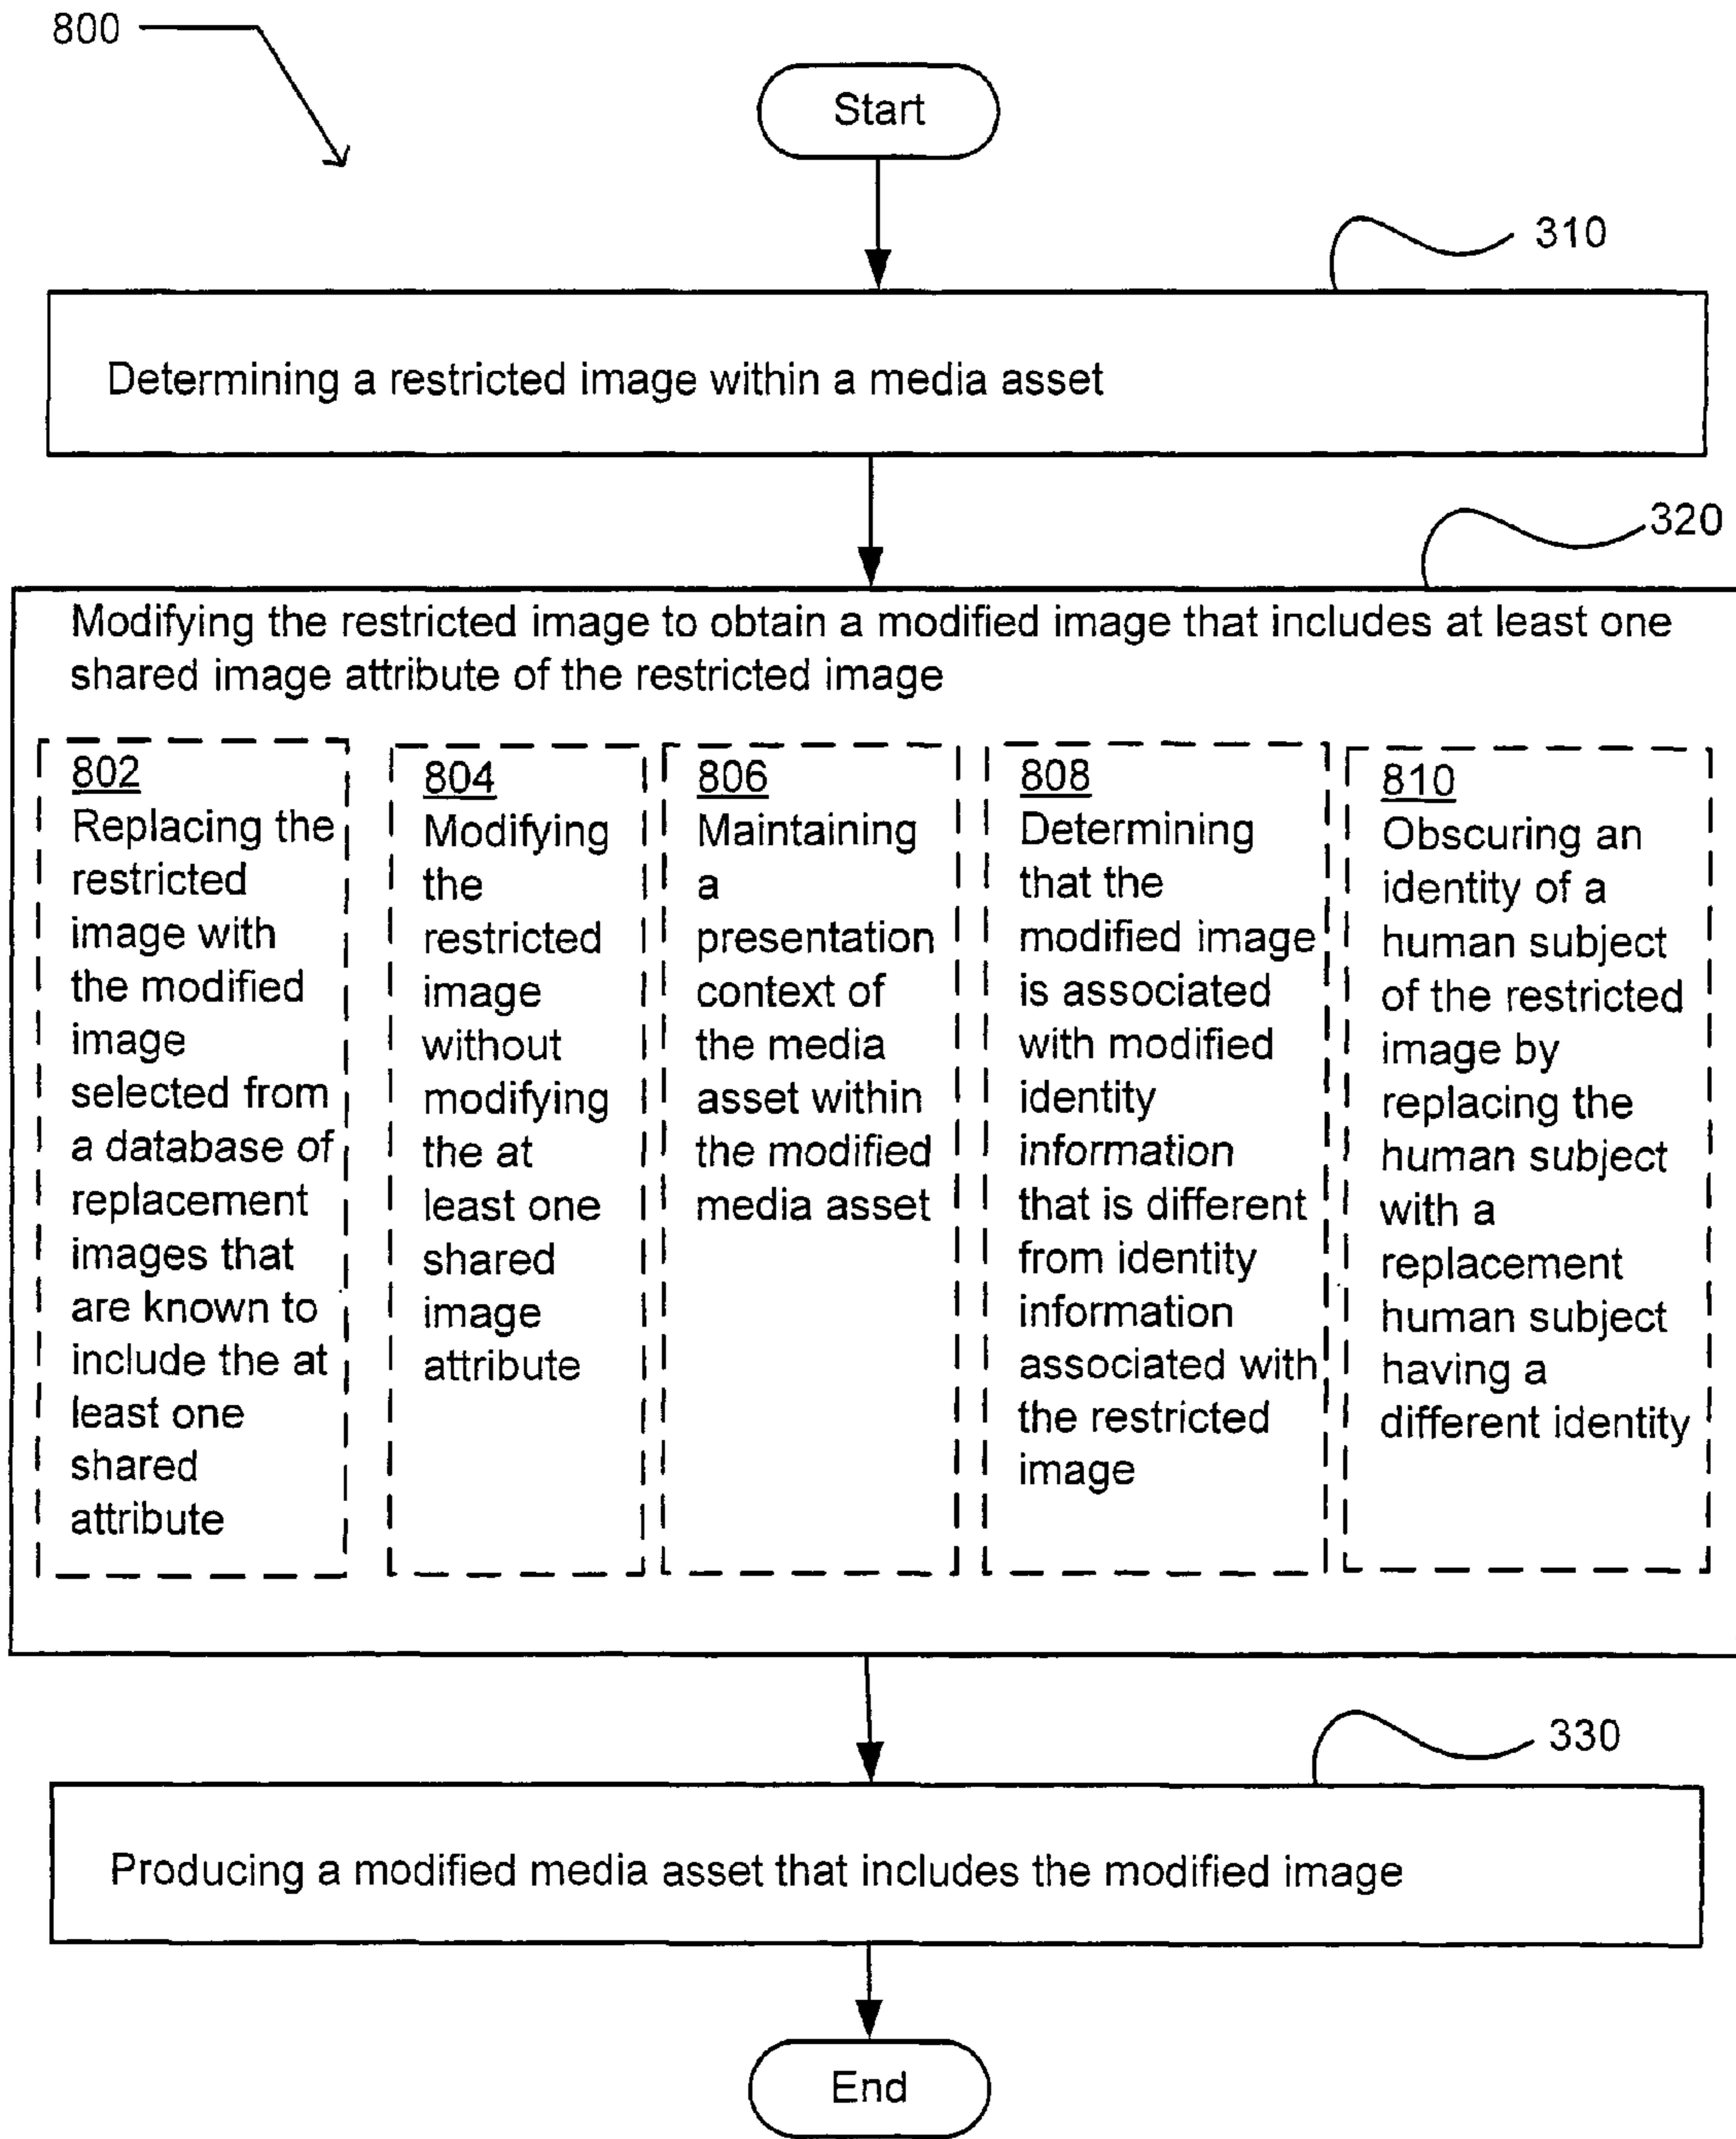 800
Start
310
Determining a restricted image within a media asset
320
Modifying the restricted image to obtain a modified image that includes at least one
shared image attribute of the restricted image
802
Replacing the
restricted
image with
the modified
image
selected from
a database of
replacement
images that
are known to
include the at
least one
shared
attribute
804
Modifying
the
restricted
image
without
modifying
the at
least one
shared
image
attribute
806
Maintaining
a
presentation
context of
the media
asset within
the modified
media asset
808
Determining
that the
modified image
is associated
with modified
identity
information
that is different
from identity
information
associated with
the restricted
image
810
Obscuring an
identity of a
human subject
of the restricted
image by
replacing the
human subject
with a
replacement
human subject
having a
different identity
330
Producing a modified media asset that includes the modified image
End